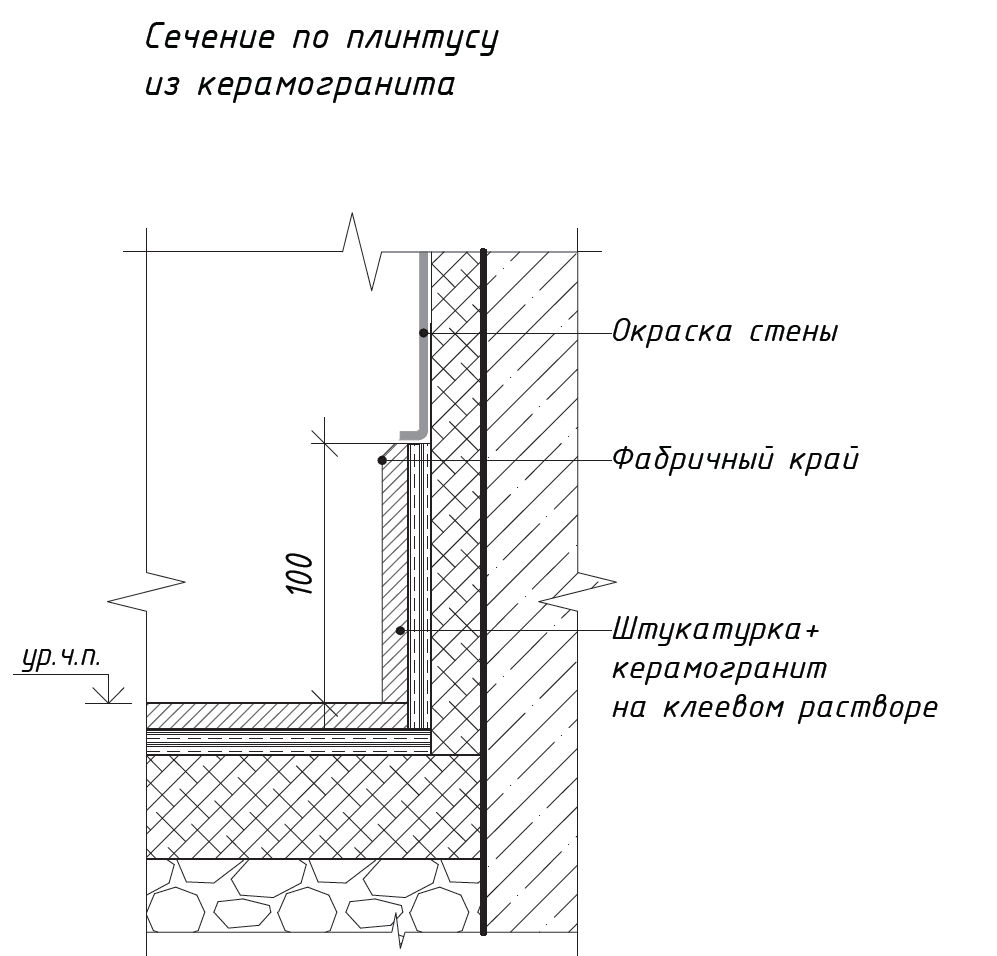 Сечение по плинтусу
из керамогранита
Окраска стены
Фабричный край
100
Штукатурка+
керамогранит
на клеевом растворе
ур.ч.п.